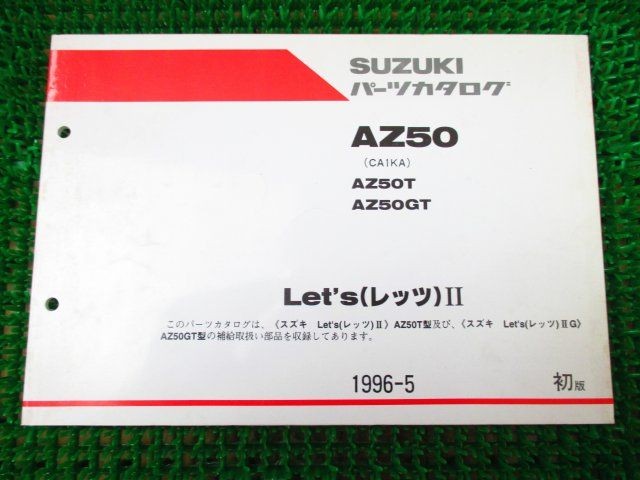 SUZUKI
パーツカタログ
AZ50
(CA1KA)
AZ50T
AZ50GT
Let's(レッツ)II
このパーツカタログは、〈スズキ Let's(レッツ)II〉AZ50T型及び、〈スズキ Let's(レッツ)IIG〉
AZ50GT型の補給取扱い部品を収録してあります。
1996-5 初版